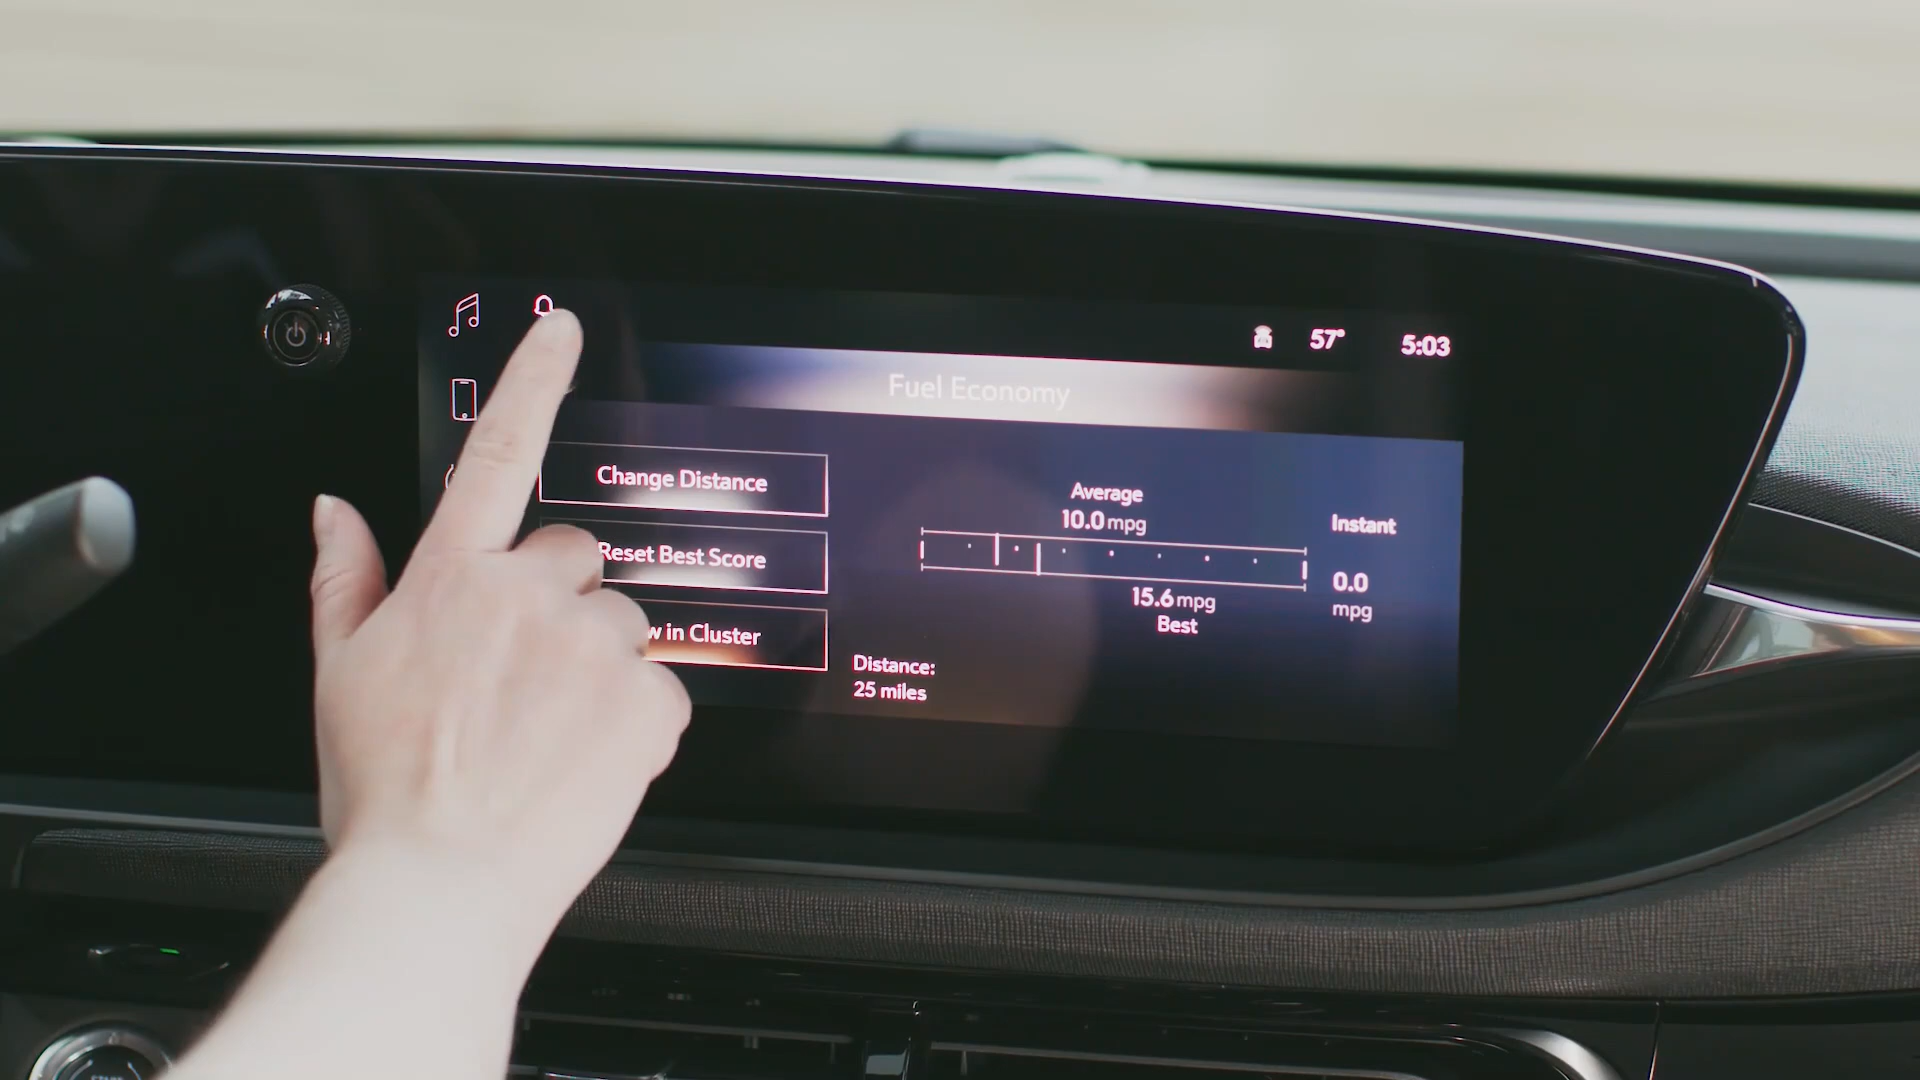 57° 5:03
Fuel Economy
Change Distance
Reset Best Score
in Cluster
Average
10.0 mpg
15.6 mpg
Best
Instant
0.0
mpg
Distance:
25 miles